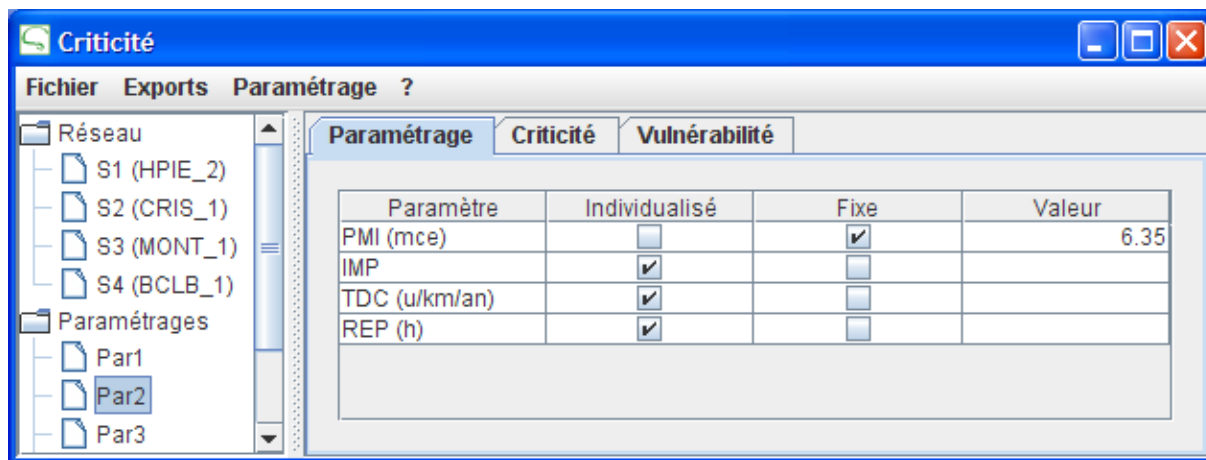 Criticité
Fichier Exports Paramétrage ?
Réseau
S1 (HPIE_2)
S2 (CRIS_1)
S3 (MONT_1)
S4 (BCLB_1)
Paramétrages
Par1
Par2
Par3
Paramétrage Criticité Vulnérabilité
Paramètre Individualisé Fixe Valeur
PMI (mce) 6.35
IMP
TDC (u/km/an)
REP (h)